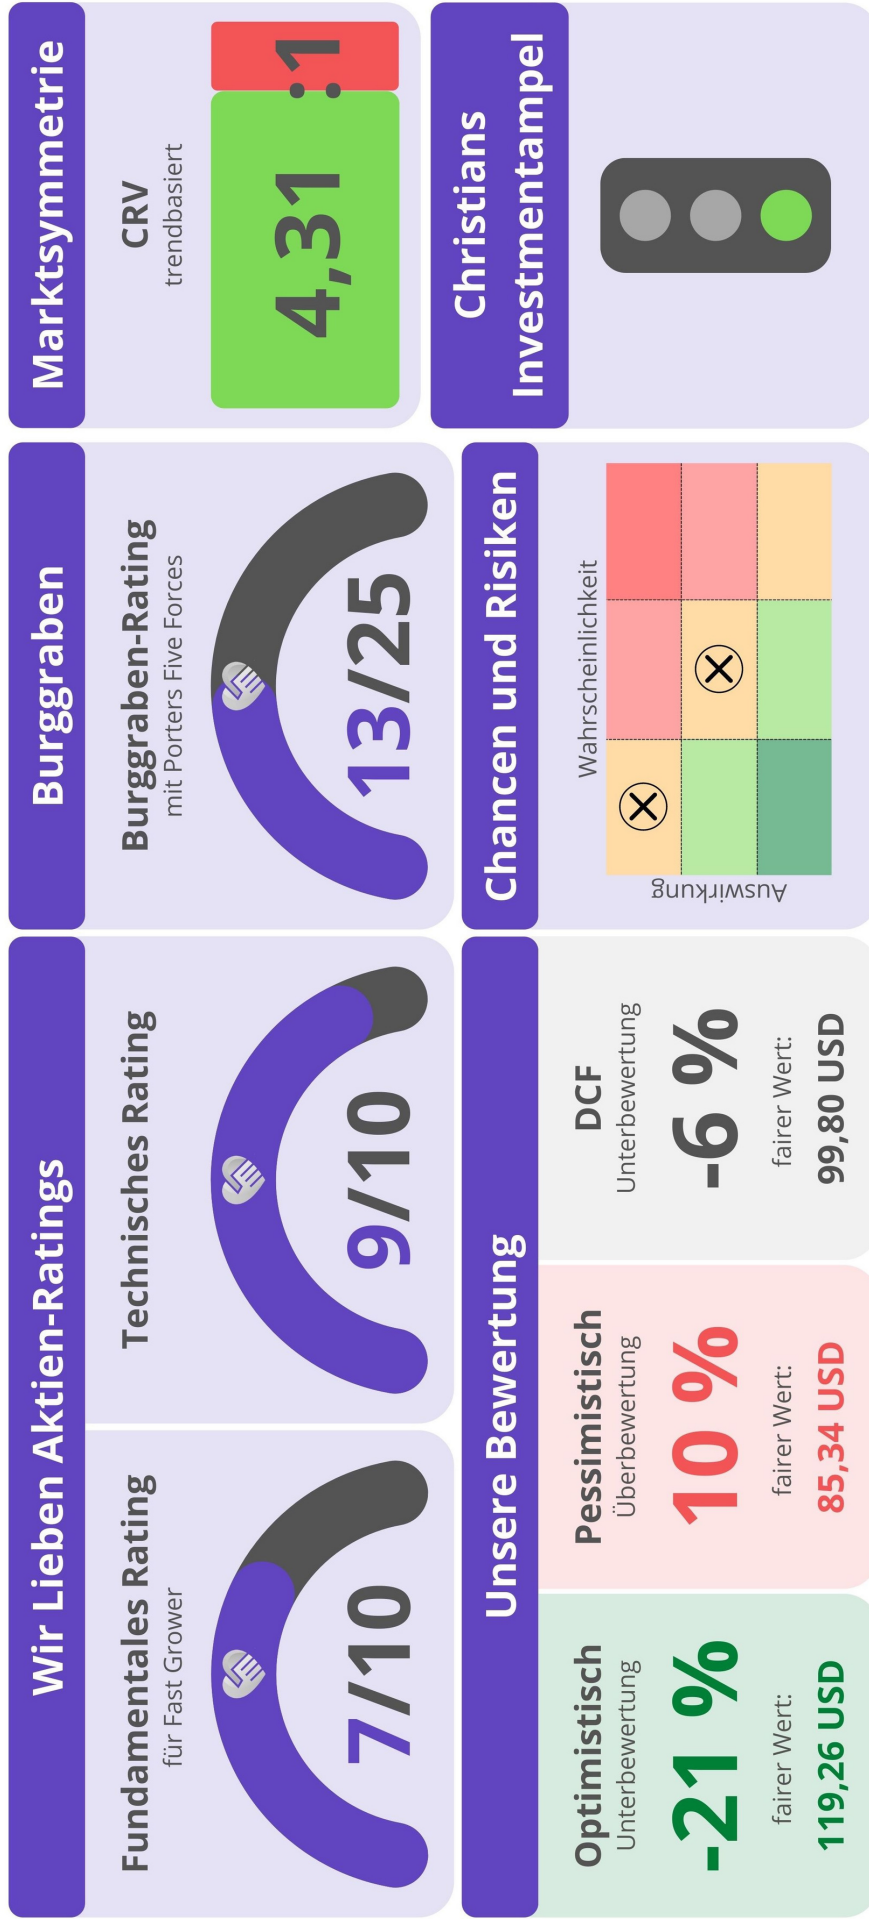 Wir Lieben Aktien-Ratings
Fundamentales Rating
für Fast Grower
7/10
Technisches Rating
9/10
Burggraben
Burggraben-Rating
mit Porters Five Forces
13/25
Marktsymmetrie
CRV
trendbasiert
4,31 :1
Unsere Bewertung
Optimistisch
Unterbewertung
-21 %
fairer Wert:
119,26 USD
Pessimistisch
Überbewertung
10 %
fairer Wert:
85,34 USD
DCF
Unterbewertung
-6 %
fairer Wert:
99,80 USD
Chancen und Risiken
Wahrscheinlichkeit
Auswirkung
Christians
Investmentampel